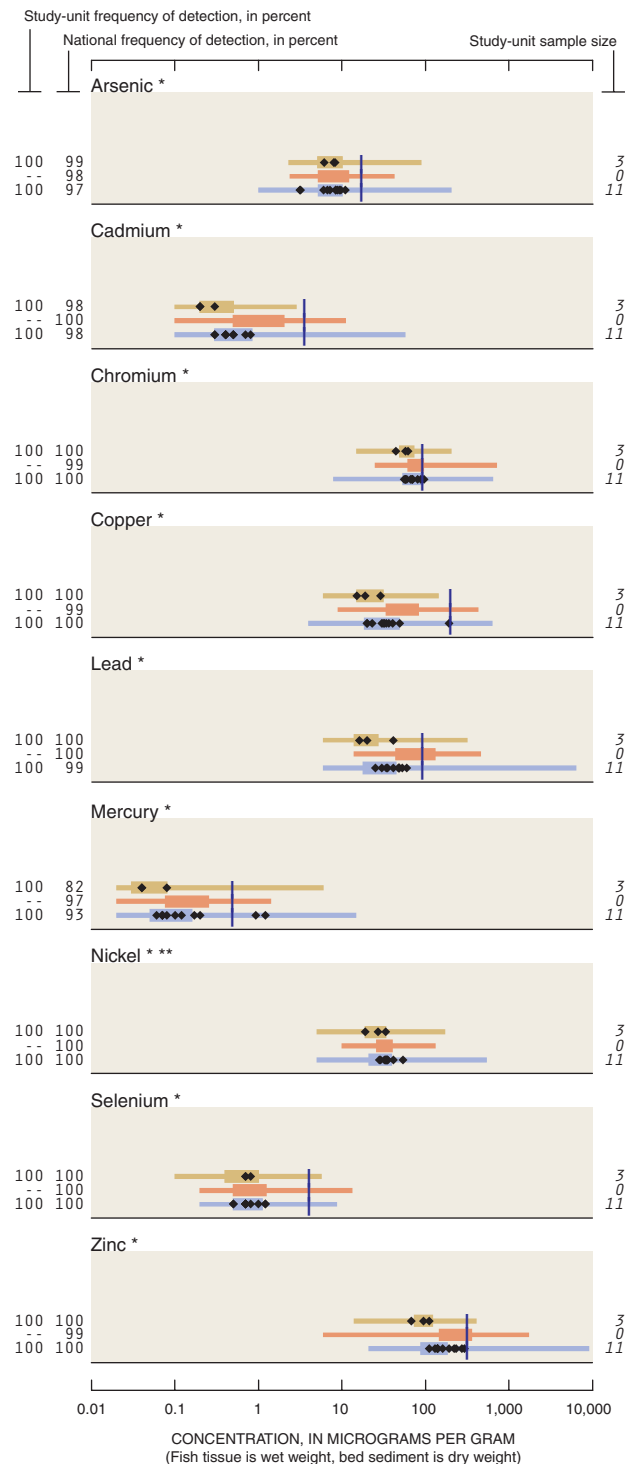 Study-unit frequency of detection, in percent
National frequency of detection, in percent
Study-unit sample size
Arsenic *
100 99 3
-- 98 0
100 97 11
Cadmium *
100 98 3
-- 100 0
100 98 11
Chromium *
100 100 3
-- 99 0
100 100 11
Copper *
100 100 3
-- 99 0
100 100 11
Lead *
100 100 3
-- 100 0
100 99 11
Mercury *
100 82 3
-- 97 0
100 93 11
Nickel * **
100 100 3
-- 100 0
100 100 11
Selenium *
100 100 3
-- 100 0
100 100 11
Zinc *
100 100 3
-- 99 0
100 100 11
0.01 0.1 1 10 100 1,000 10,000
CONCENTRATION, IN MICROGRAMS PER GRAM
(Fish tissue is wet weight, bed sediment is dry weight)